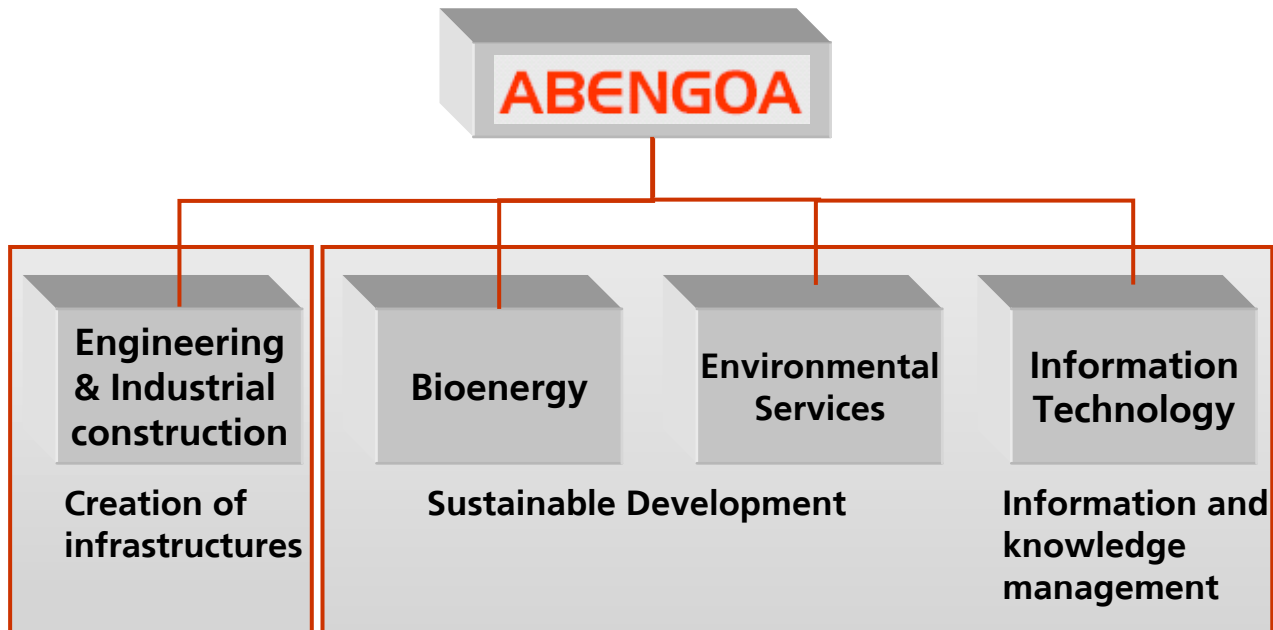 ABENGOA
Engineering
& Industrial
construction
Bioenergy
Environmental
Services
Information
Technology
Creation of
infrastructures
Sustainable Development
Information and
knowledge
management